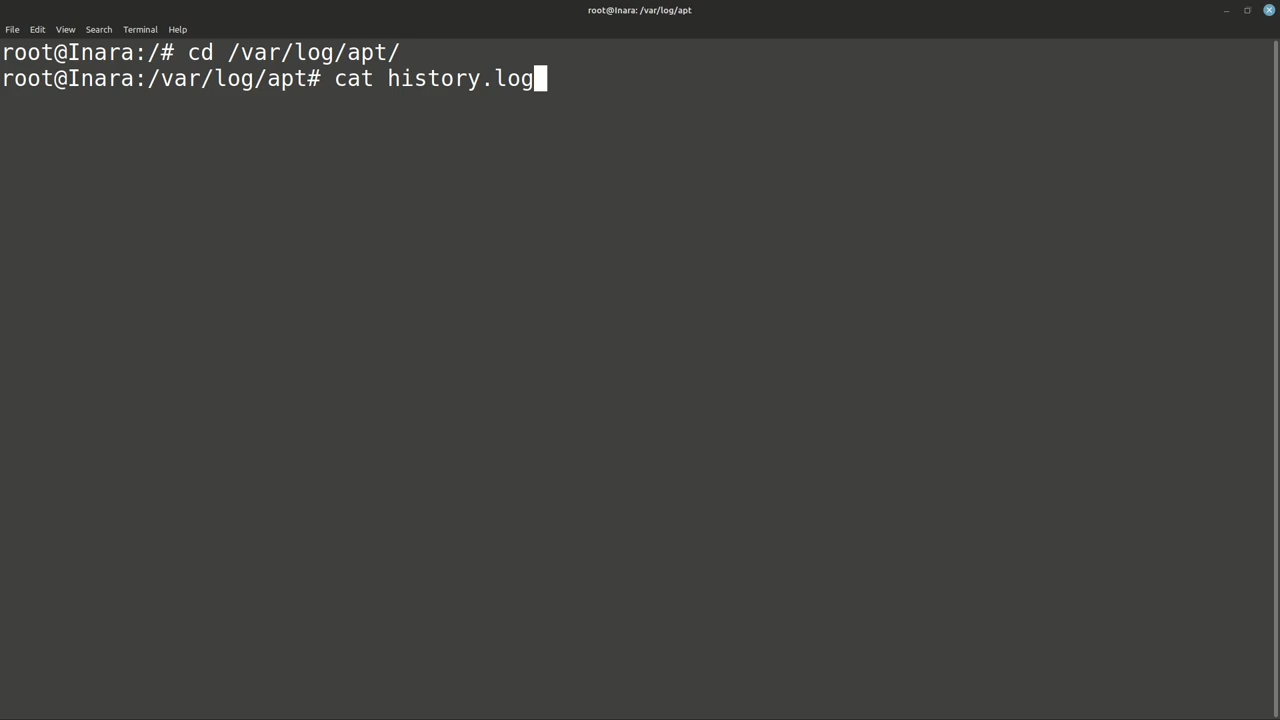 root@Inara: /var/log/apt
File Edit View Search Terminal Help
root@Inara:/# cd /var/log/apt/
root@Inara:/var/log/apt# cat history.log